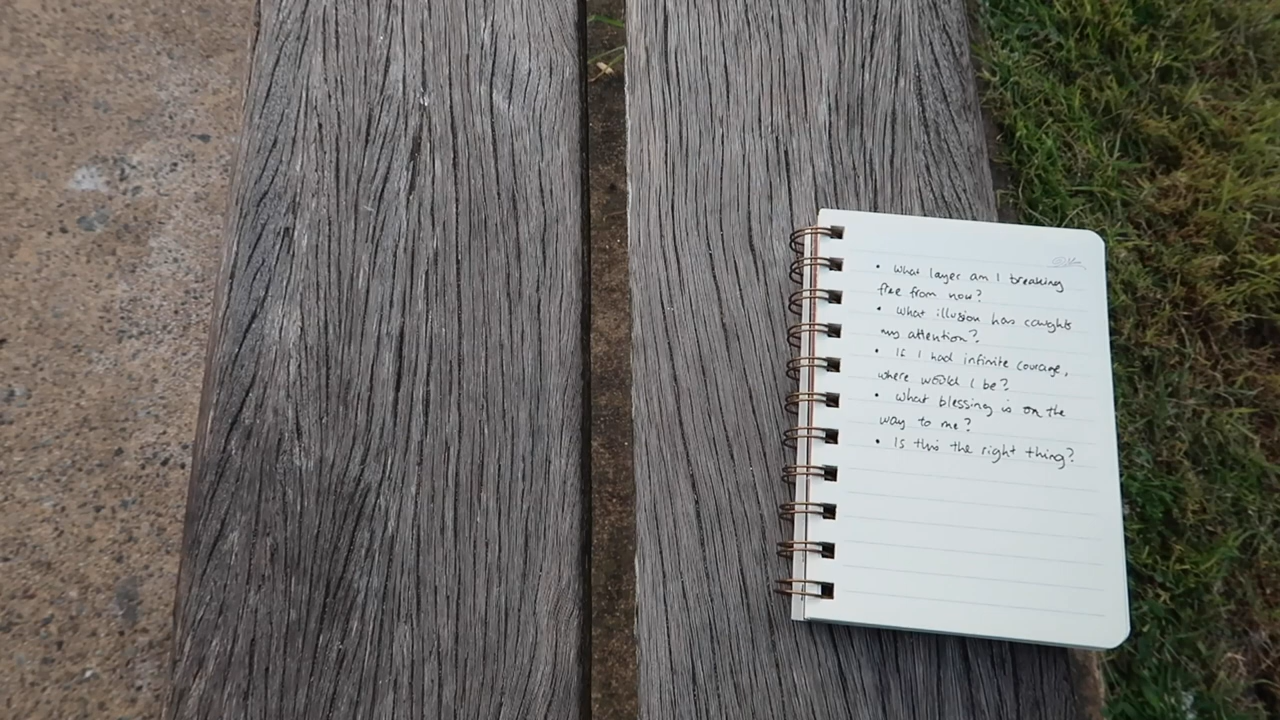 • What layer am I breaking
free from now?
• What illusion has caughts
my attention?
• If I had infinite courage,
where would I be?
• What blessing is on the
way to me?
• Is this the right thing?